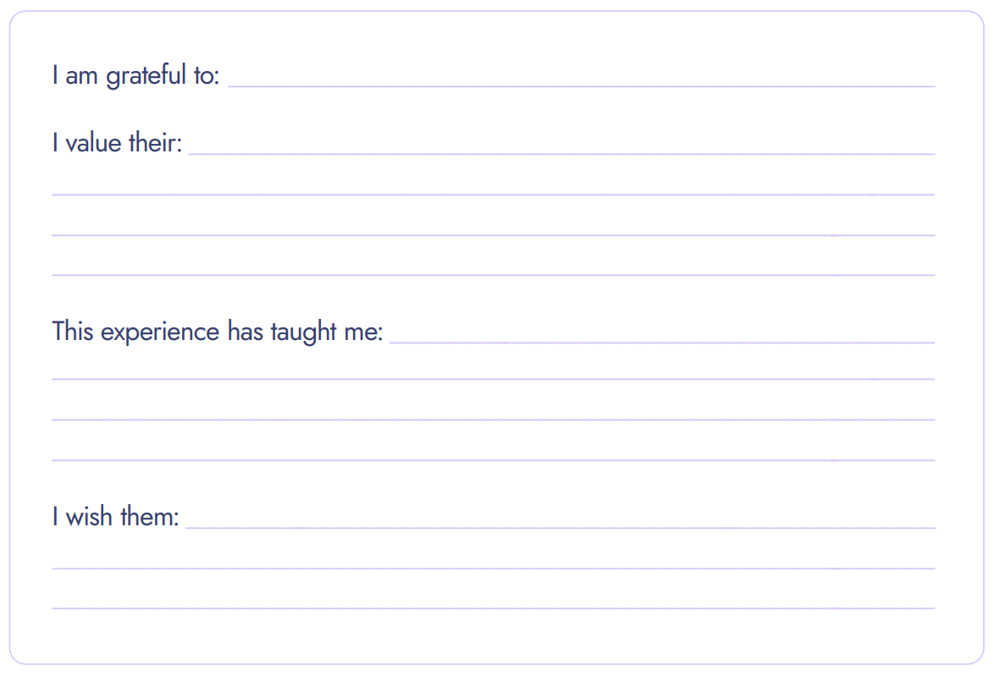 I am grateful to:
I value their:
This experience has taught me:
I wish them: